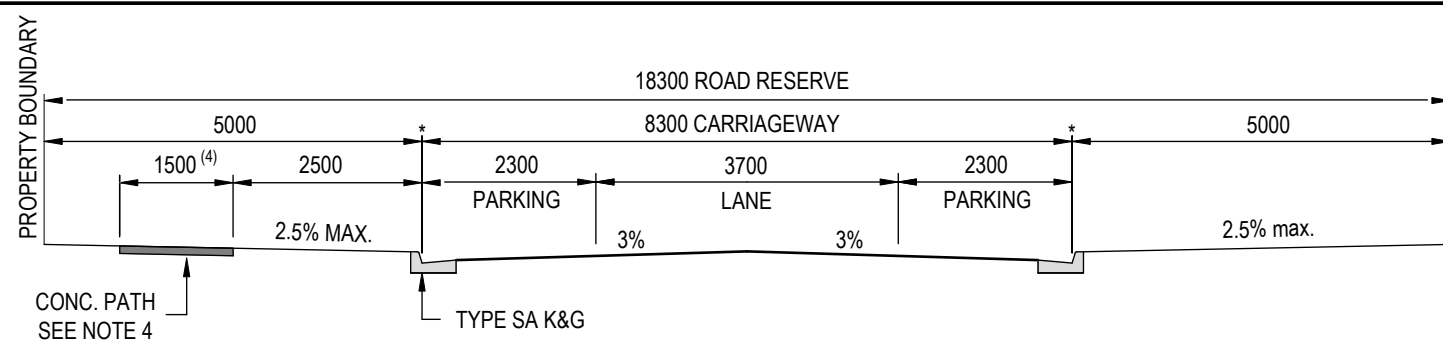 PROPERTY BOUNDARY
18300 ROAD RESERVE
5000
*
8300 CARRIAGEWAY
*
5000
1500 (4)
2500
2300
PARKING
3700
LANE
2300
PARKING
2.5% MAX.
3%
3%
2.5% max.
CONC. PATH
SEE NOTE 4
TYPE SA K&G